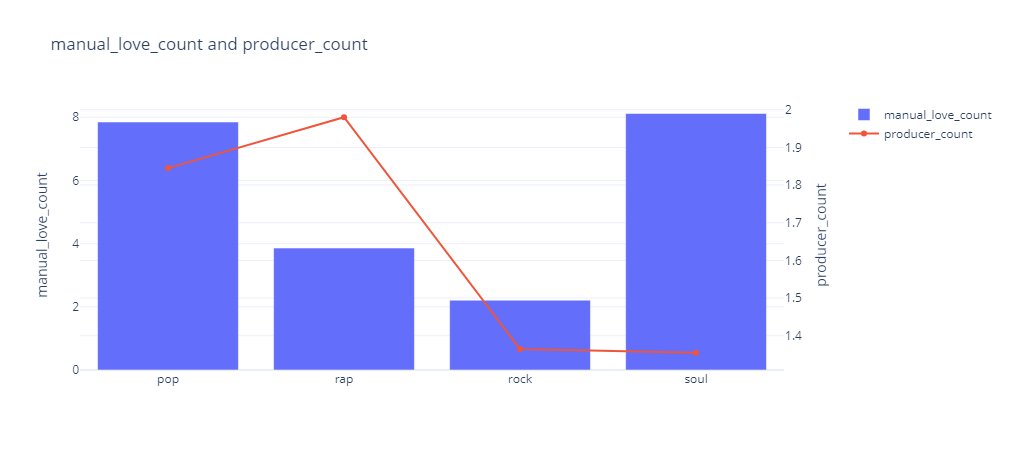 manual_love_count and producer_count
manual_love_count
8
6
4
2
0
2
1.9
1.8
1.7
1.6
1.5
1.4
producer_count
pop
rap
rock
soul
manual_love_count
producer_count